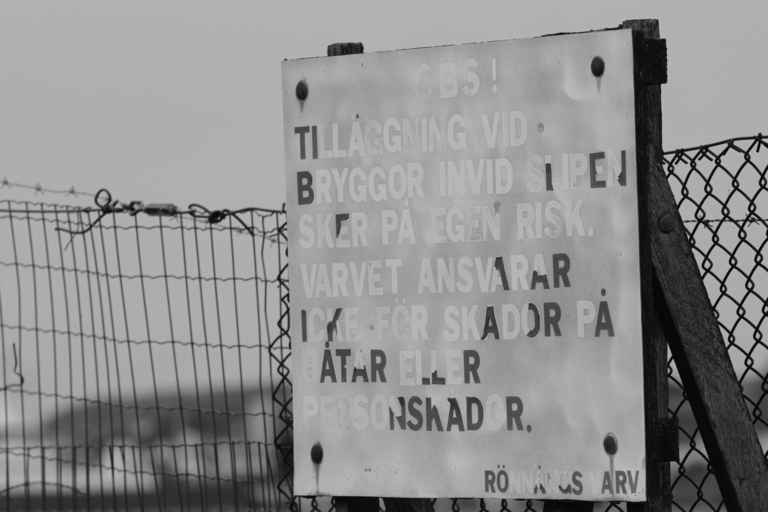 OBS!
TILLÄGGNING VID
BRYGGOR INVID SLIPEN
SKER PÅ EGEN RISK.
VARVET ANSVARAR
ICKE FÖR SKADOR PÅ
BÅTAR ELLER
PERSONSKADOR.
RÖNNÄNGS VARV